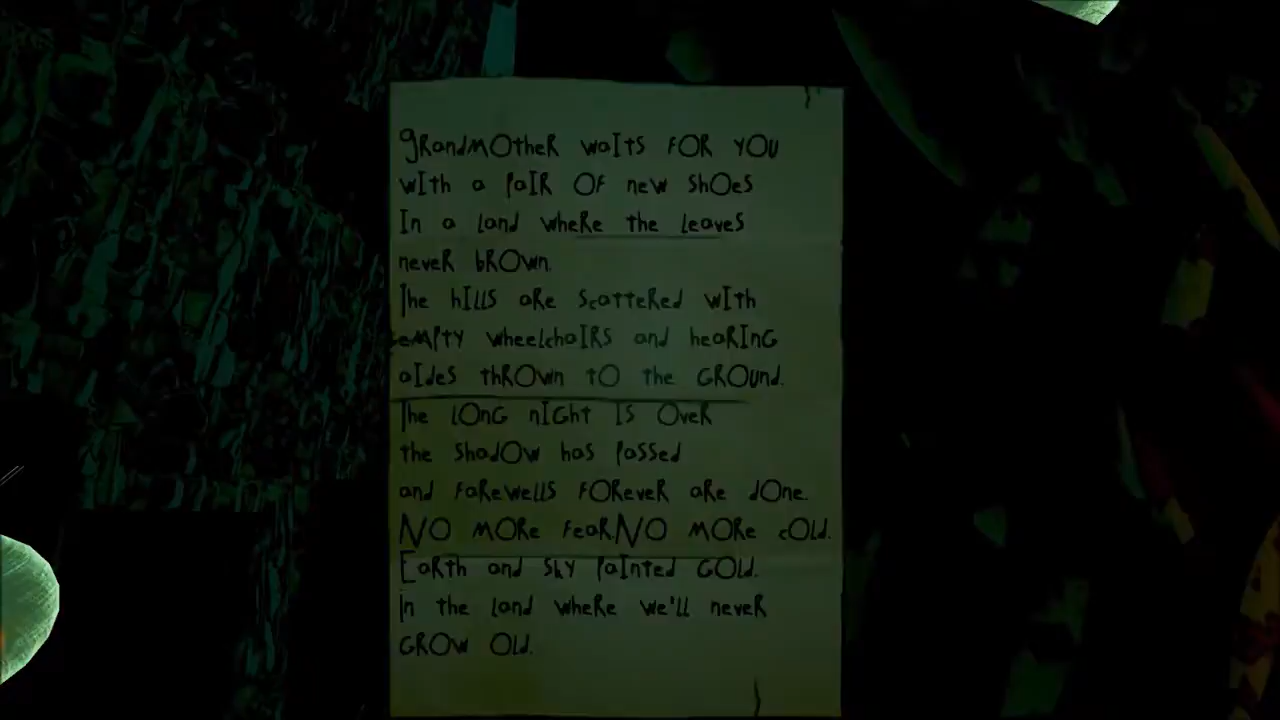 gRandmOtheR waIts FOR YOU
wIth a paIR OF new shOes
In a land wheRe the leaves
neveR bROwn.
The hIlls aRe scatteRed wIth
empty wheelchaIRs and heaRInG
aIdes thROwn tO the GROund.
The lOnG nIGht Is OveR
the shadOw has passed
and faRewells FOReveR aRe dOne.
NO mORe feaR.NO mORe cOld.
EaRth and sky paInted GOld.
In the land wheRe we'll neveR
GROw Old.